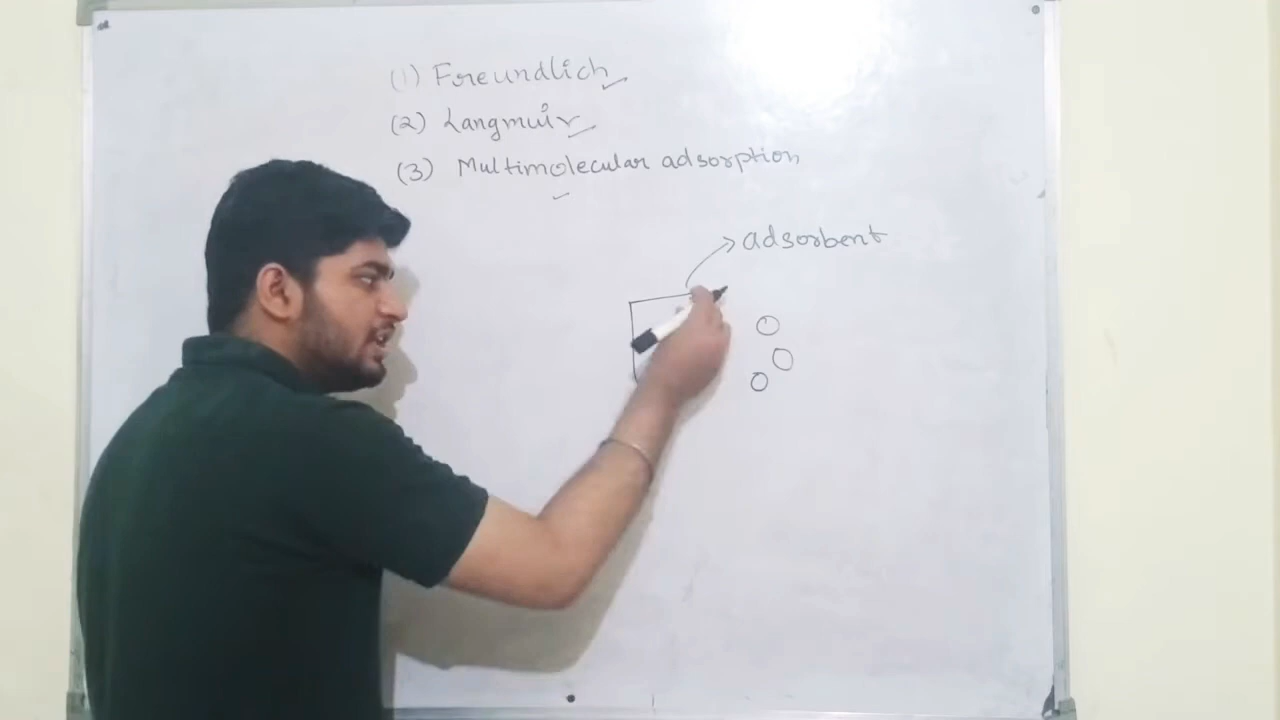 (1) Freundlich
(2) Langmuir
(3) Multimolecular adsorption
adsorbent